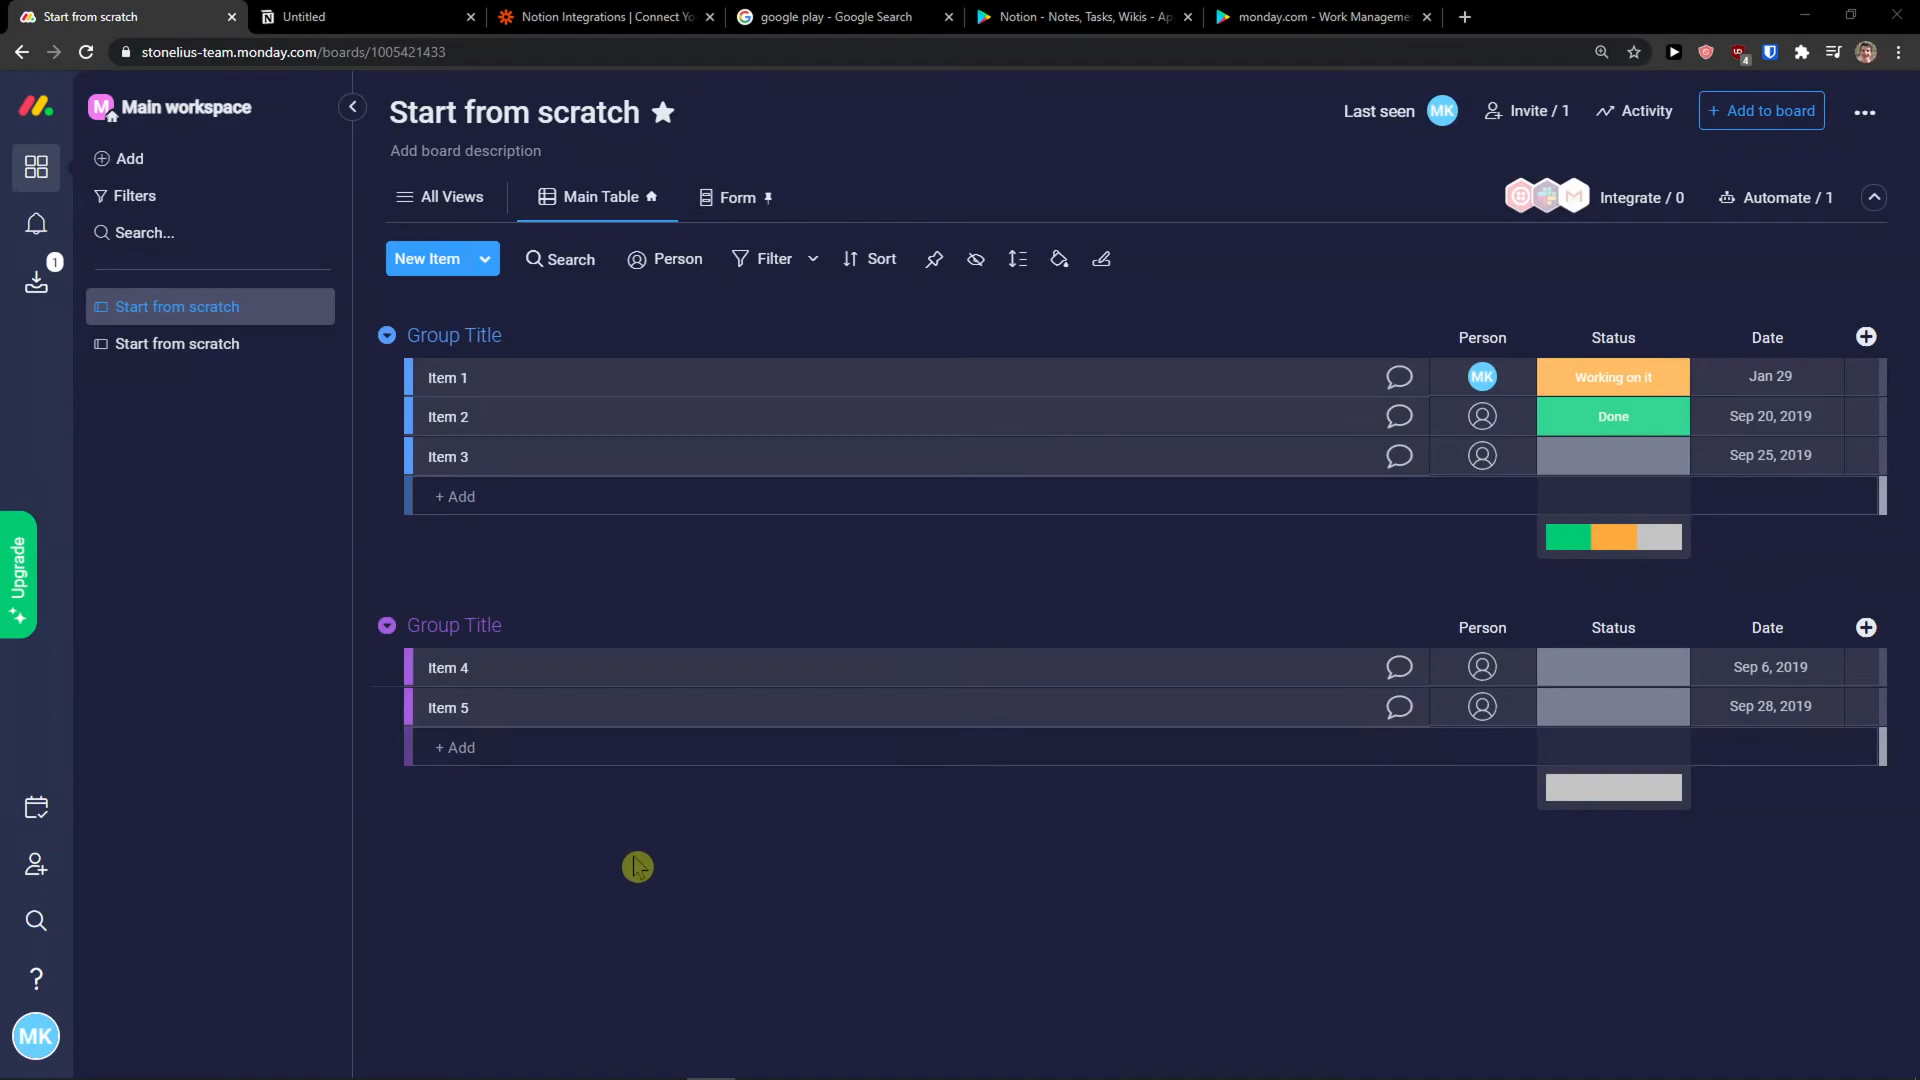 Start from scratch
Untitled
Notion Integrations | Connect Yo
google play - Google Search
Notion - Notes, Tasks, Wikis - Ap
monday.com - Work Manageme
stonelius-team.monday.com/boards/1005421433
4
M Main workspace
Add
Filters
Search...
Start from scratch
Start from scratch
1
Upgrade
MK
Start from scratch
Add board description
Last seen MK
Invite / 1
Activity
+ Add to board
All Views
Main Table
Form
Integrate / 0
Automate / 1
New Item
Search
Person
Filter
Sort
Group Title
Person
Status
Date
Item 1
MK
Working on it
Jan 29
Item 2
Done
Sep 20, 2019
Item 3
Sep 25, 2019
+ Add
Group Title
Person
Status
Date
Item 4
Sep 6, 2019
Item 5
Sep 28, 2019
+ Add